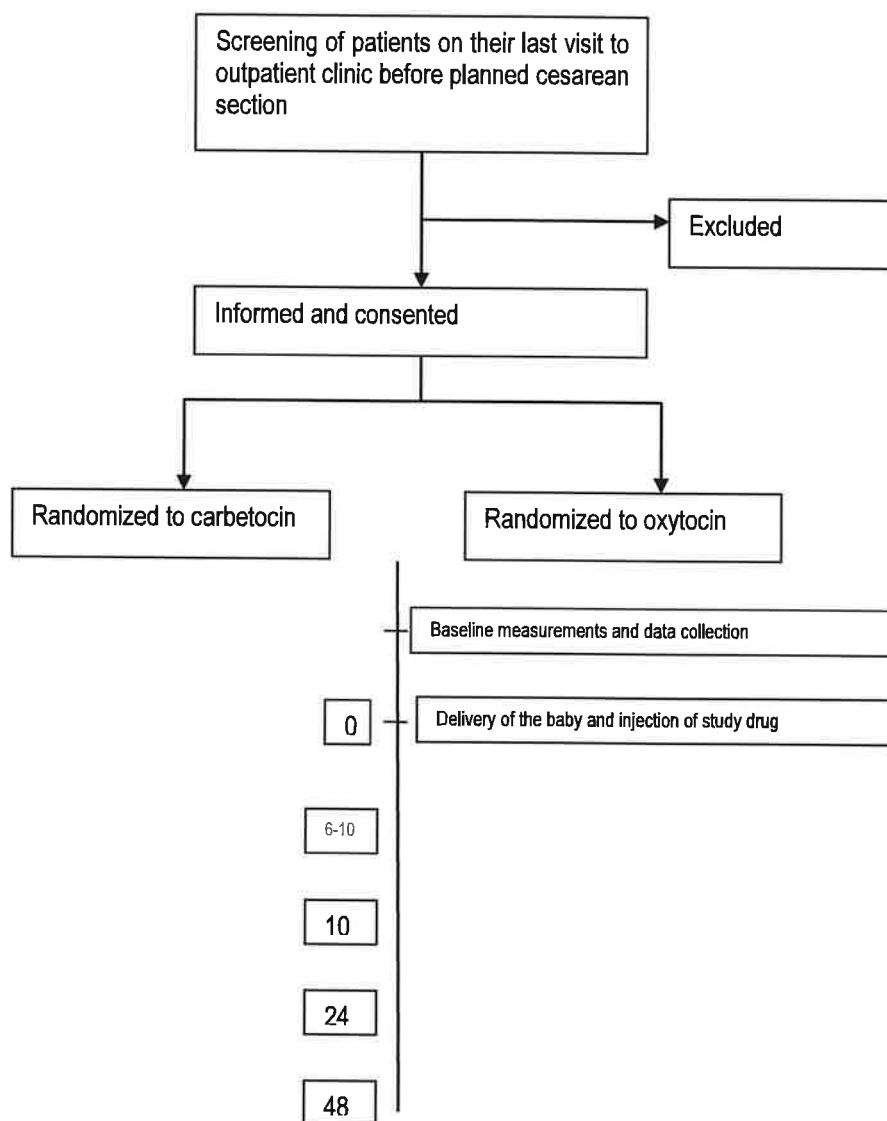 Screening of patients on their last visit to
outpatient clinic before planned cesarean
section
Excluded
Informed and consented
Randomized to carbetocin
Randomized to oxytocin
Baseline measurements and data collection
0
Delivery of the baby and injection of study drug
6-10
10
24
48